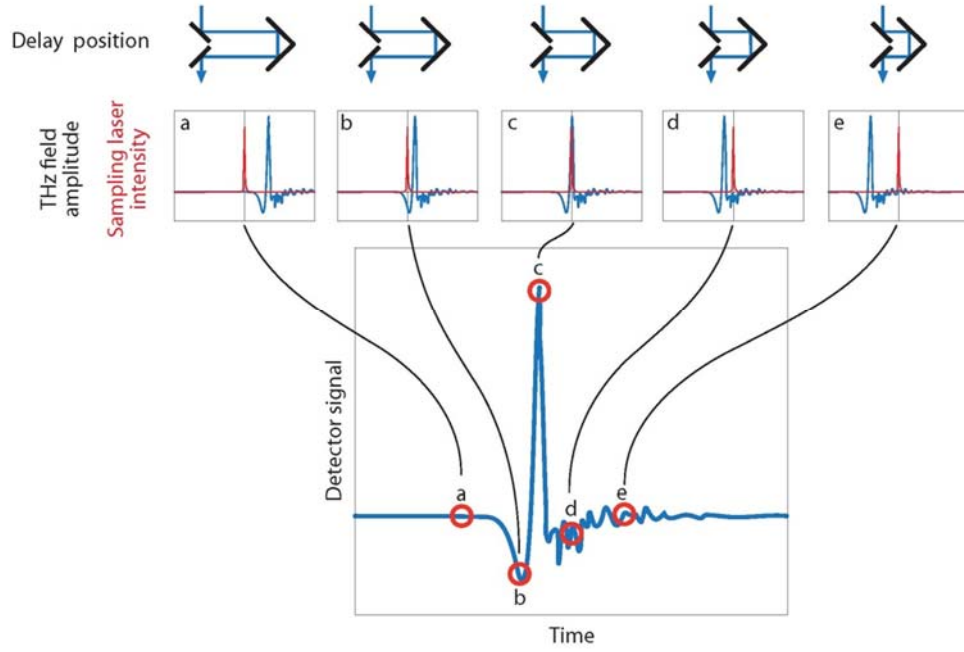 Delay position
THz field
amplitude
Sampling laser
intensity
a
b
c
d
e
c
a
b
d
e
Detector signal
Time